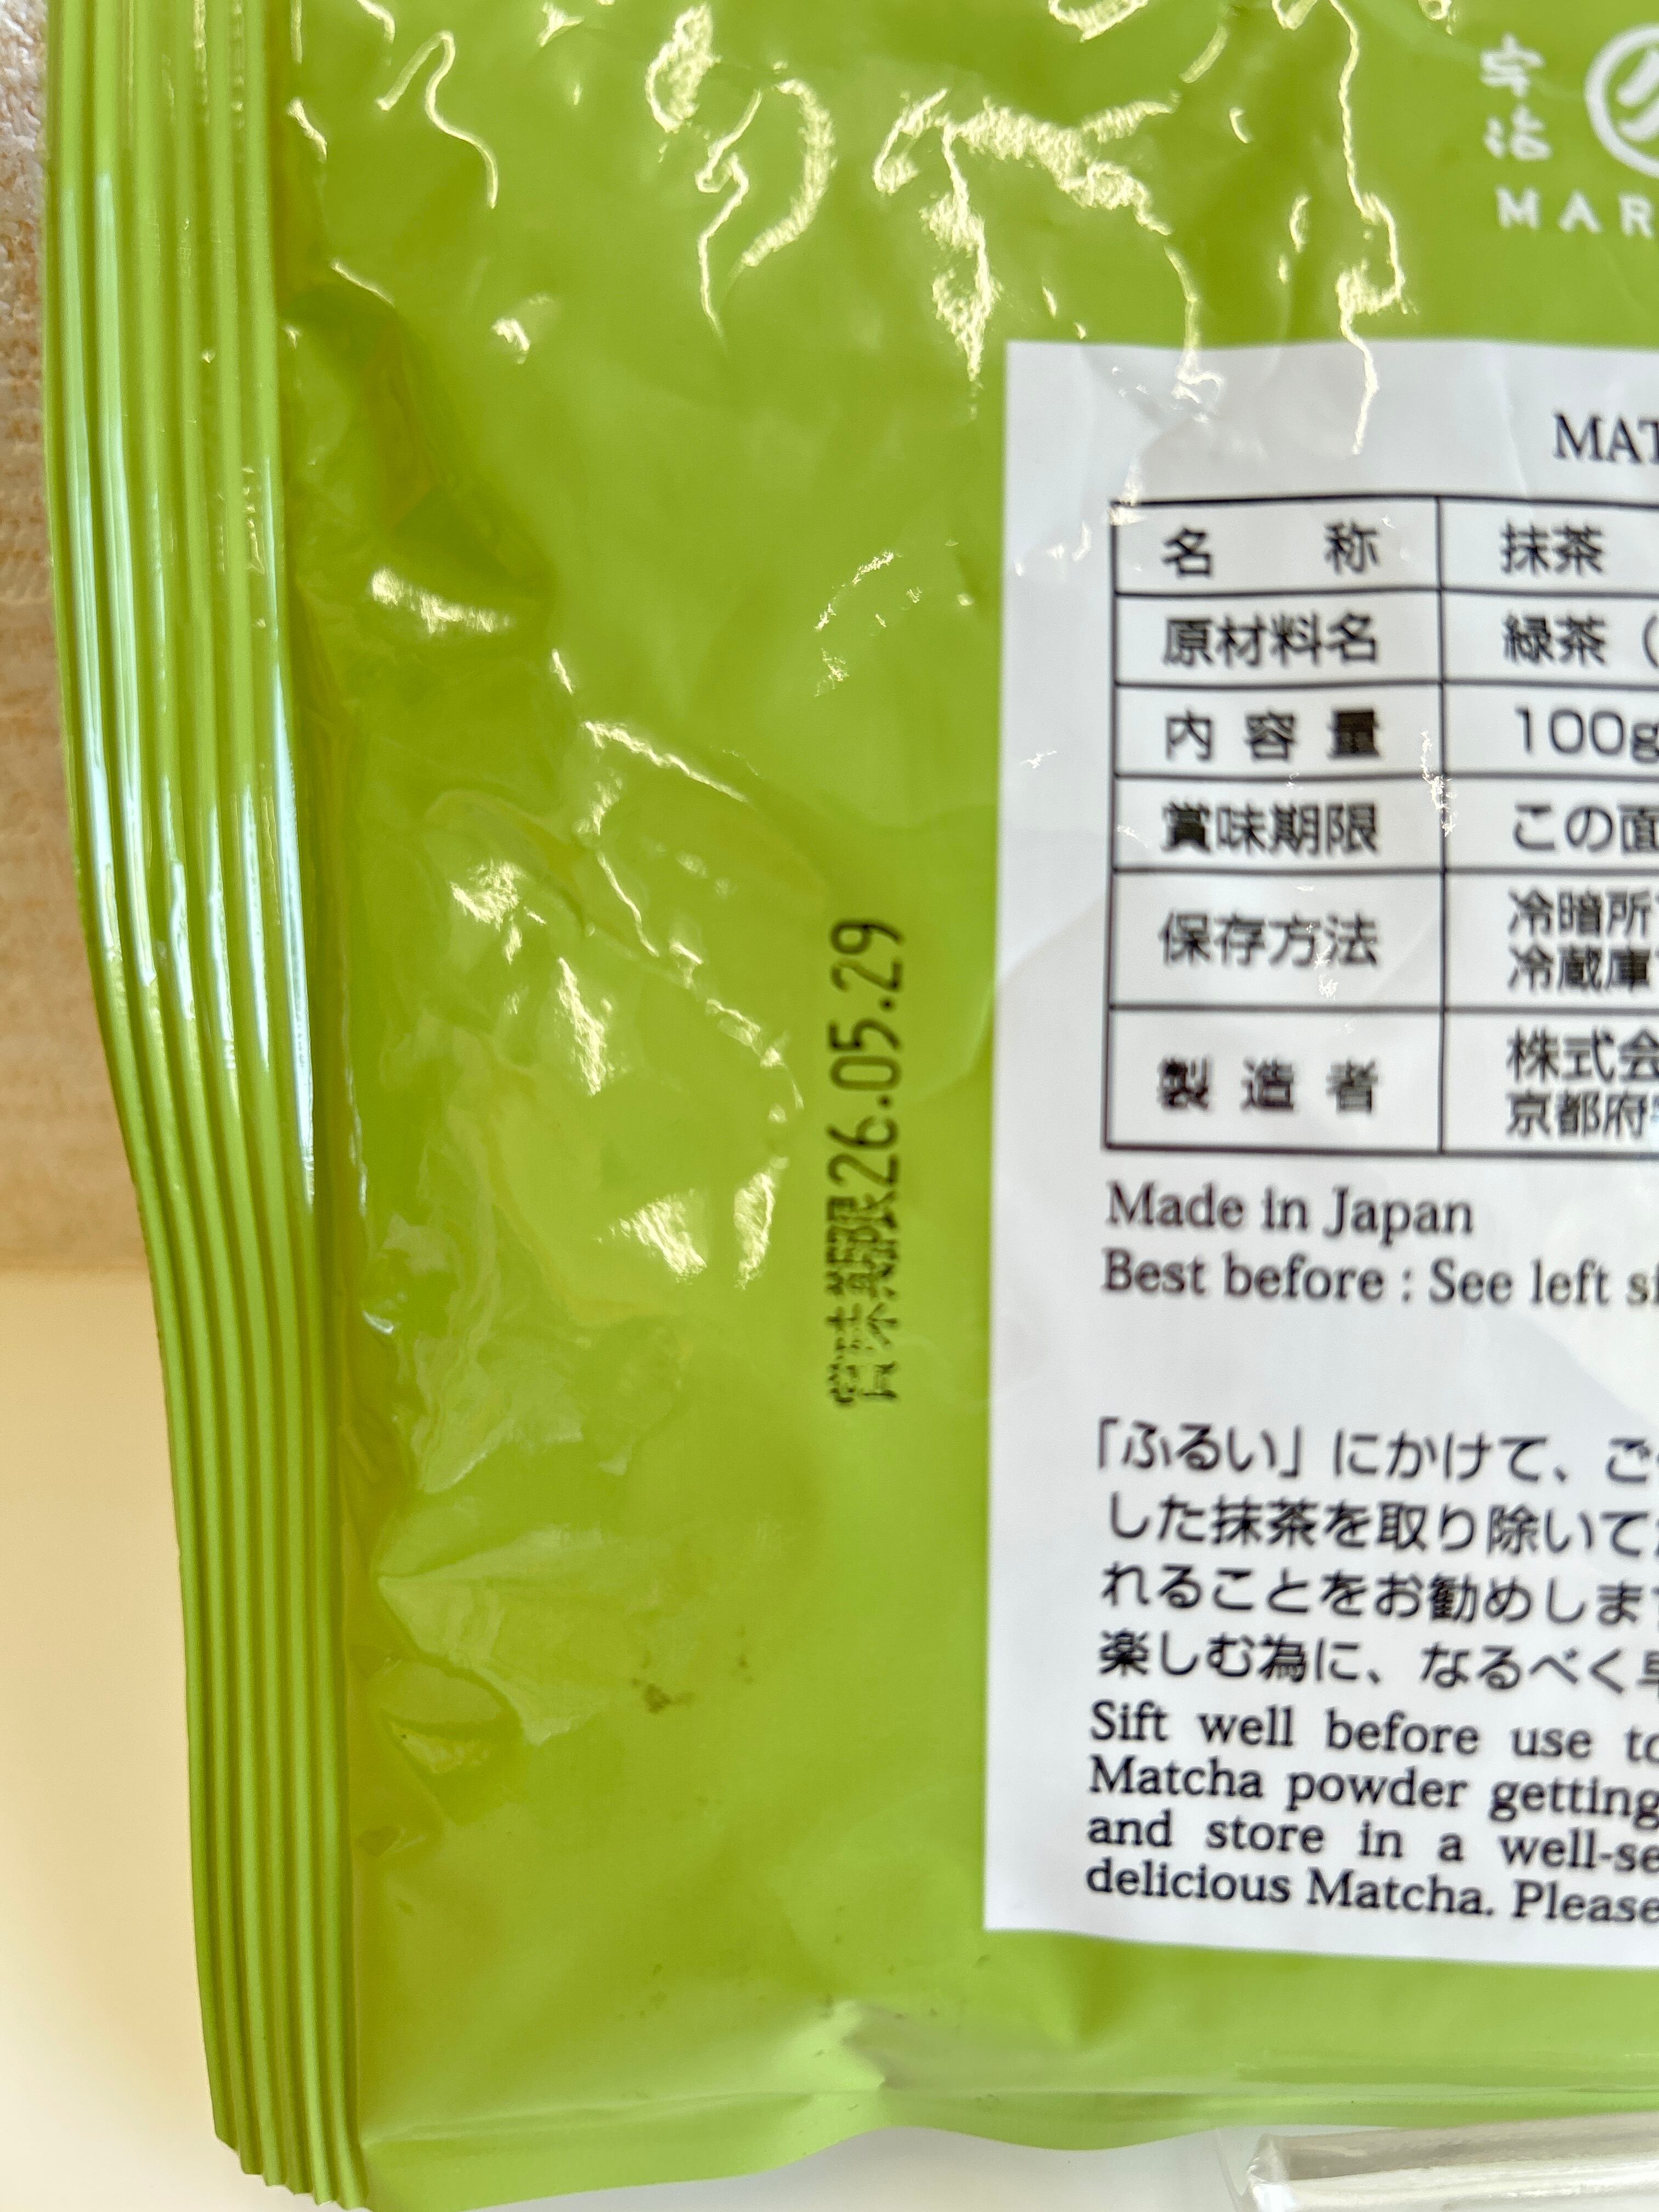 宇治
MAR
MAT
名称 抹茶
原材料名 緑茶（
内容量 100g
賞味期限 この面
保存方法 冷暗所
冷蔵庫
製造者 株式会
京都府
賞味期限26.05.29
Made in Japan
Best before : See left si
「ふるい」にかけて、ご
した抹茶を取り除いて
れることをお勧めします
楽しむ為に、なるべく早
Sift well before use to
Matcha powder getting
and store in a well-se
delicious Matcha. Please